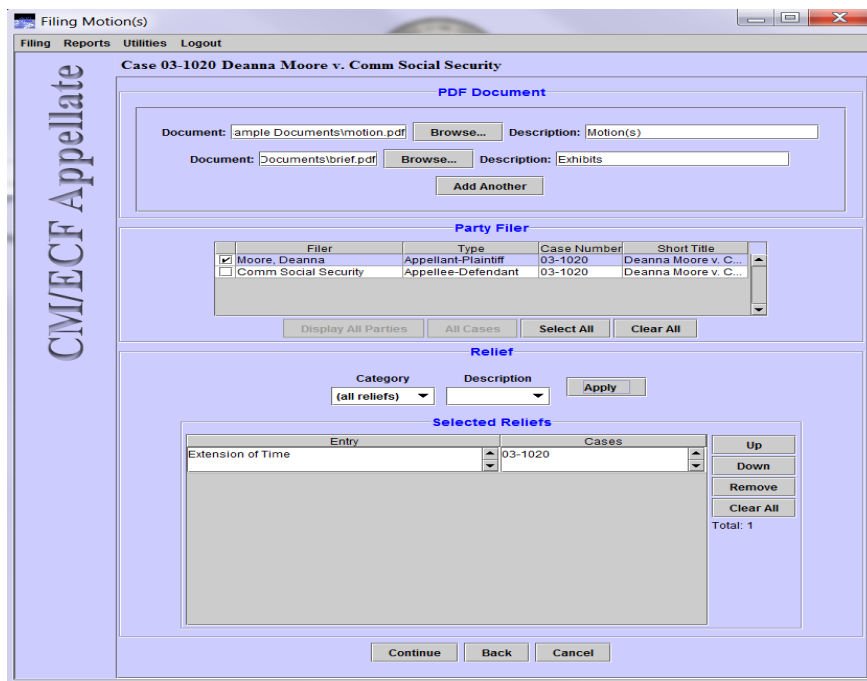 Filing Motion(s)
Filing Reports Utilities Logout
CM/ECF Appellate
Case 03-1020 Deanna Moore v. Comm Social Security
PDF Document
Document: ample Documents\motion.pdf Browse... Description: Motion(s)
Document: Documents\brief.pdf Browse... Description: Exhibits
Add Another
Party Filer
Filer Type Case Number Short Title
Moore, Deanna Appellant-Plaintiff 03-1020 Deanna Moore v. C...
Comm Social Security Appellee-Defendant 03-1020 Deanna Moore v. C...
Display All Parties All Cases Select All Clear All
Relief
Category Description
(all reliefs) Apply
Selected Reliefs
Entry Cases
Extension of Time 03-1020
Up
Down
Remove
Clear All
Total: 1
Continue Back Cancel